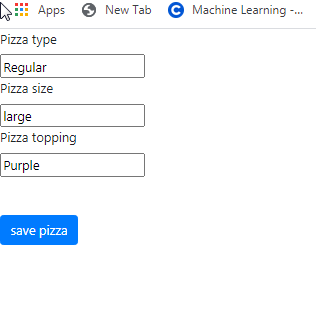 Apps New Tab Machine Learning -...
Pizza type
Regular
Pizza size
large
Pizza topping
Purple
save pizza